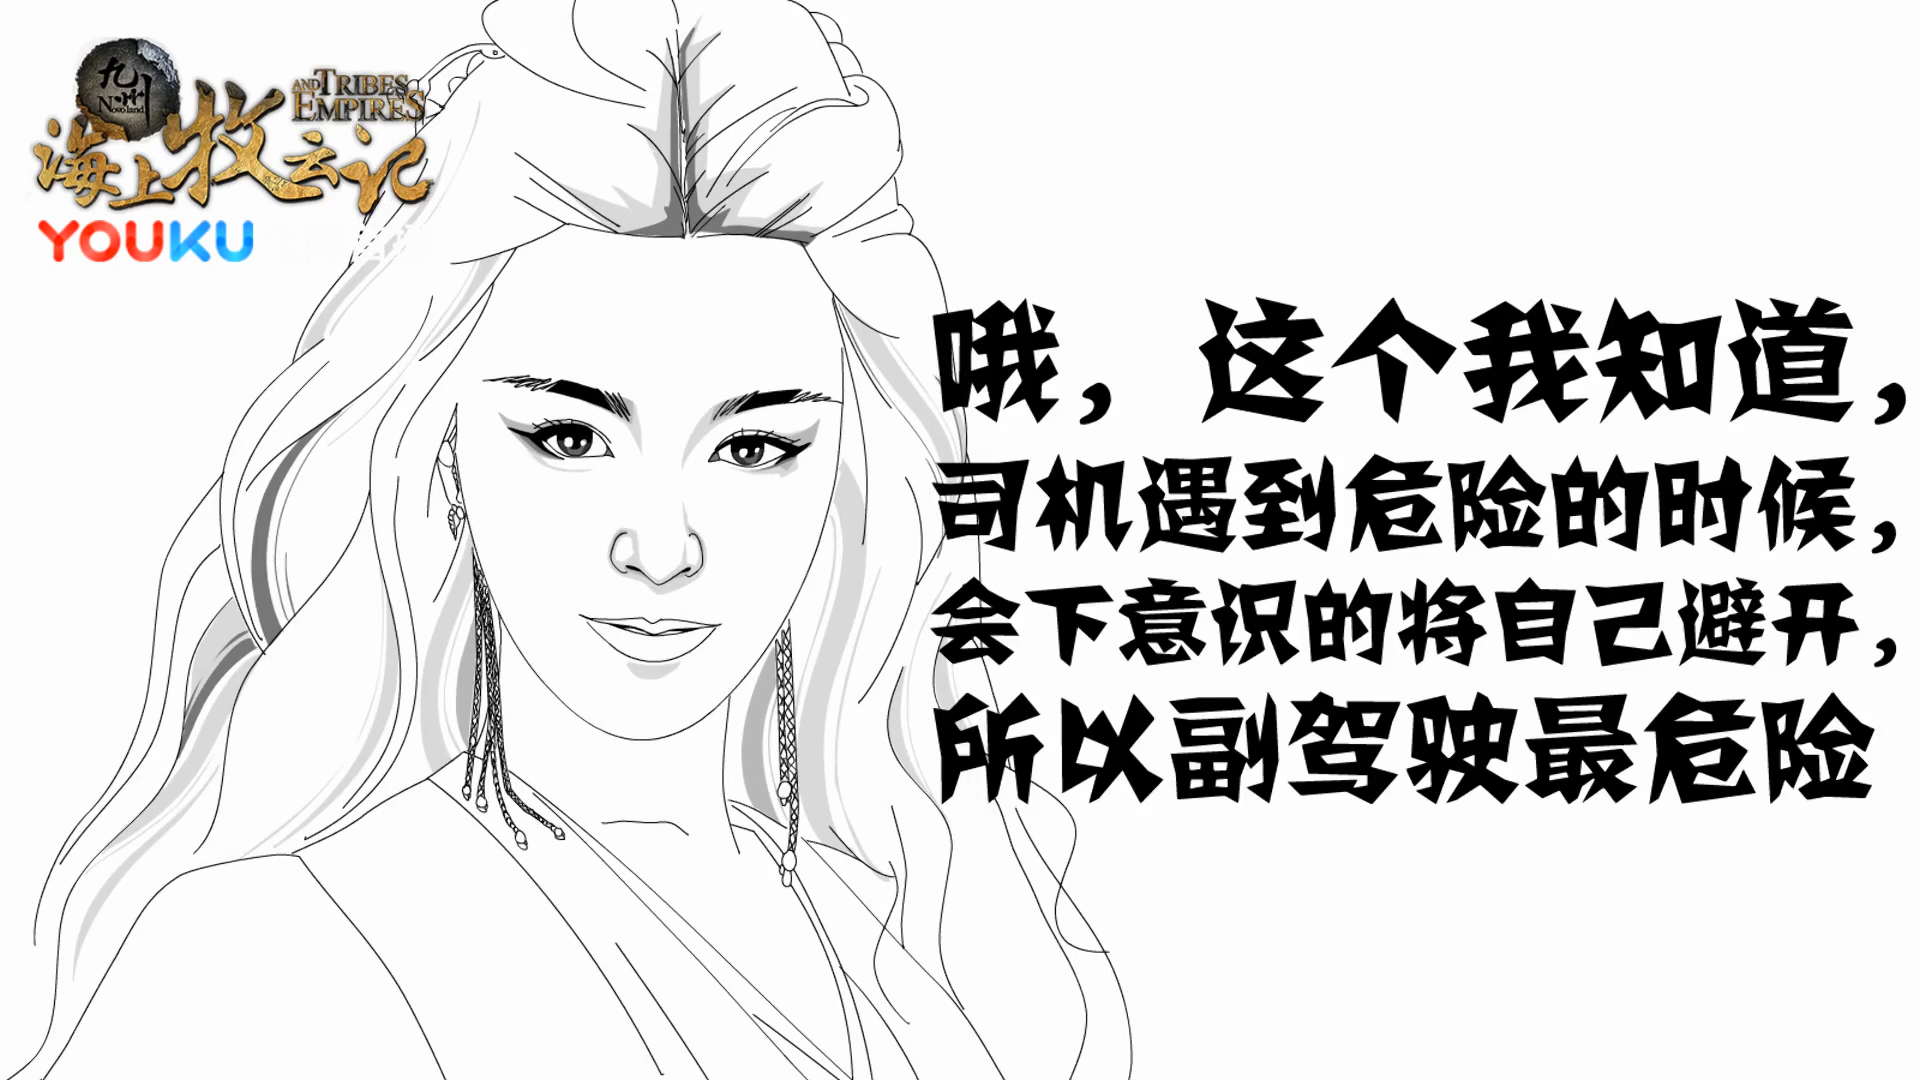 九州
Novoland
AND TRIBES
EMPIRES
海上牧云记
YOUKU
哦，这个我知道，
司机遇到危险的时候，
会下意识的将自己避开，
所以副驾驶最危险